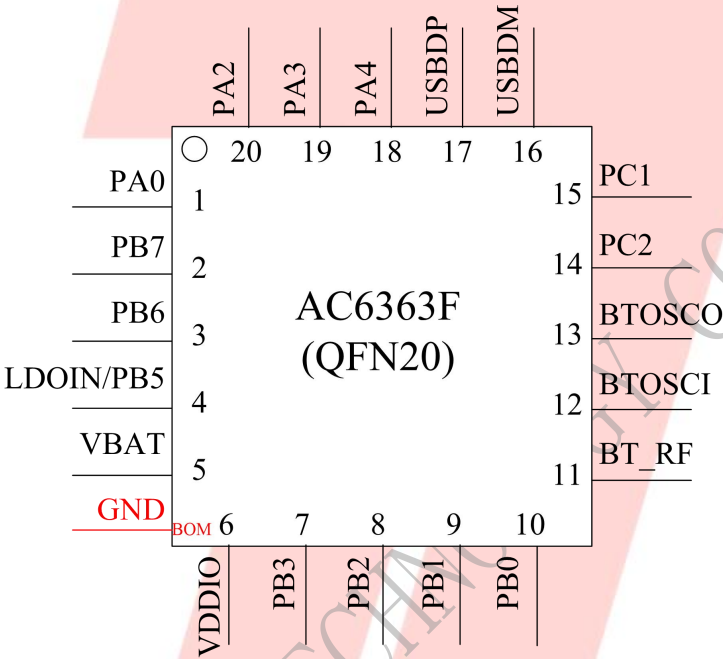 PA2
PA3
PA4
USBDP
USBDM
20
19
18
17
16
PA0
1
PB7
2
PB6
3
LDOIN/PB5
4
VBAT
5
GND
BOM
AC6363F
(QFN20)
15
PC1
14
PC2
13
BTOSCO
12
BTOSCI
11
BT_RF
6
7
8
9
10
VDDIO
PB3
PB2
PB1
PB0